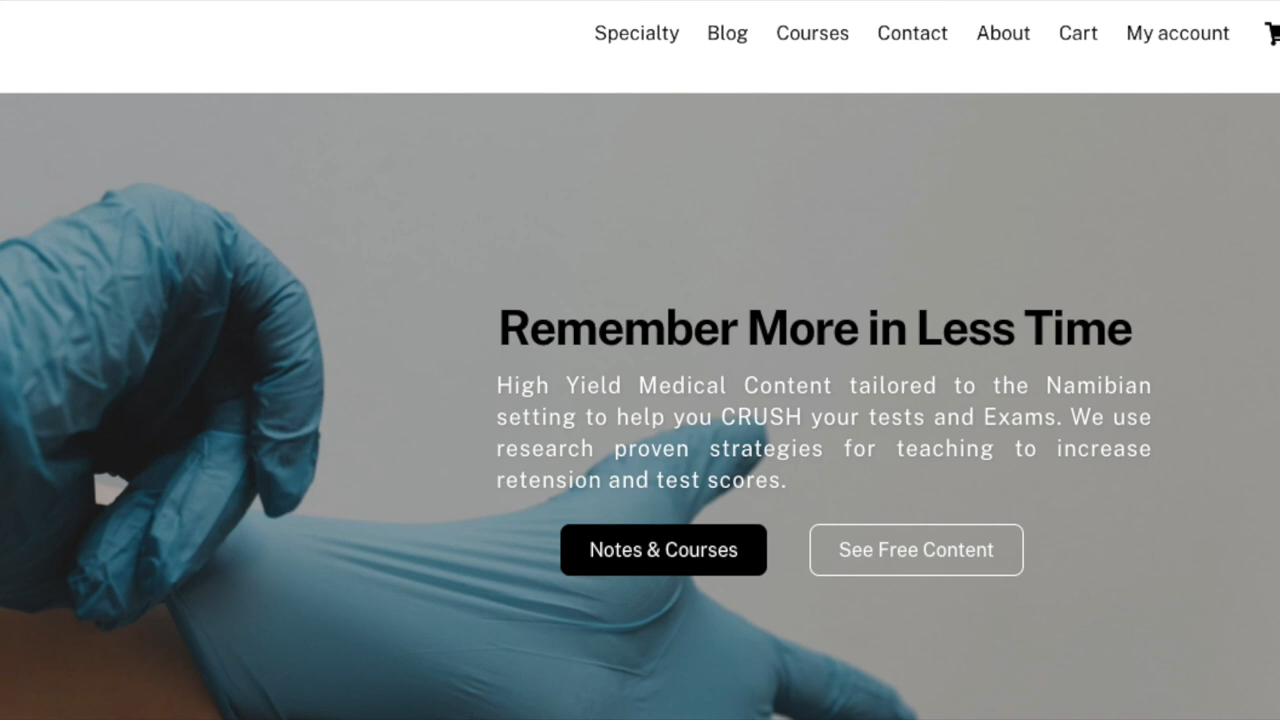 Specialty Blog Courses Contact About Cart My account
Remember More in Less Time
High Yield Medical Content tailored to the Namibian
setting to help you CRUSH your tests and Exams. We use
research proven strategies for teaching to increase
retension and test scores.
Notes & Courses See Free Content